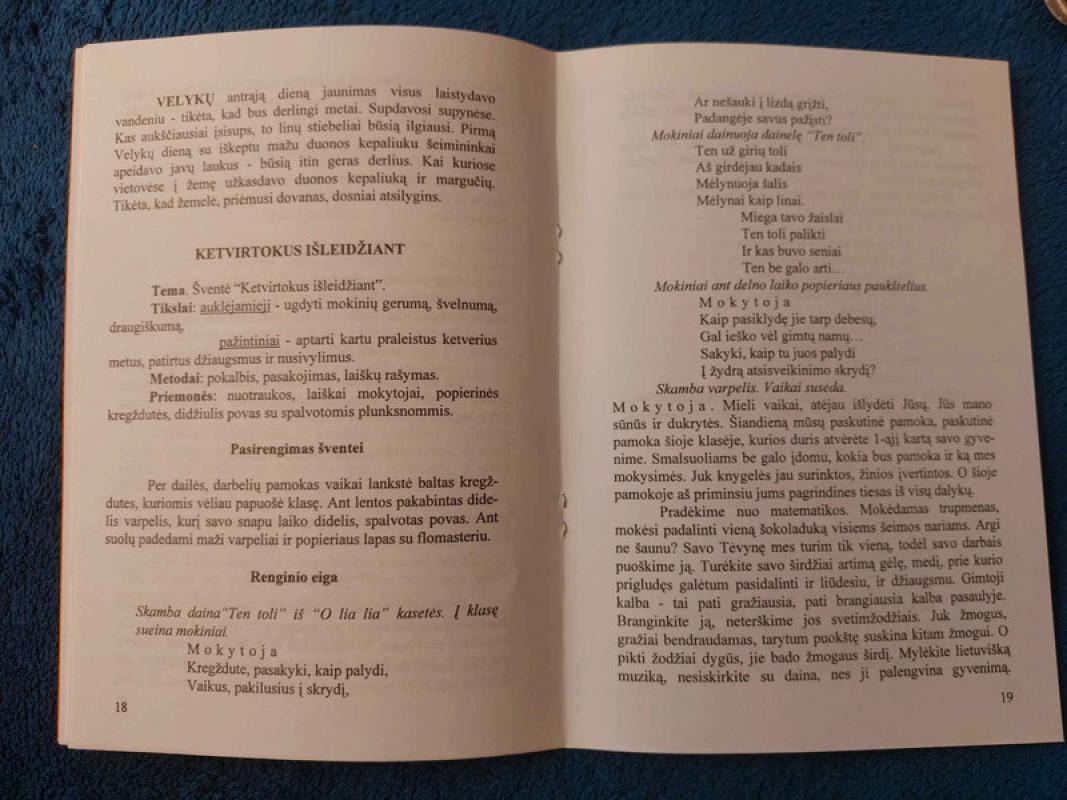 VELYKŲ antrąją dieną jaunimas visus laistydavo
vandeniu - tikėta, kad bus derlingi metai. Supdavosi supynėse.
Kas aukščiausiai įsisups, to linų stiebeliai būsią ilgiausi. Pirmą
Velykų dieną su iškeptu mažu duonos kepaliuku šeimininkai
apeidavo javų laukus - būsią itin geras derlius. Kai kuriose
vietovėse į žemę užkasdavo duonos kepaliuką ir margučių.
Tikėta, kad žemelė, priėmusi dovanas, dosniai atsilygins.
KETVIRTOKUS IŠLEIDŽIANT
Tema. Šventė “Ketvirtokus išleidžiant”.
Tikslai: auklėjamieji - ugdyti mokinių gerumą, švelnumą,
draugiškumą,
pažintiniai - aptarti kartu praleistus ketverius
metus, patirtus džiaugsmus ir nusivylimus.
Metodai: pokalbis, pasakojimas, laiškų rašymas.
Priemonės: nuotraukos, laiškai mokytojai, popierinės
kregždutės, didžiulis povas su spalvotomis plunksnommis.
Pasirengimas šventei
Per dailės, darbelių pamokas vaikai lankstė baltas kregž-
dutes, kuriomis vėliau papuošė klasę. Ant lentos pakabintas dide-
lis varpelis, kurį savo snapu laiko didelis, spalvotas povas. Ant
suolų padedami maži varpeliai ir popieriaus lapas su flomasteriu.
Renginio eiga
Skamba daina"Ten toli" iš “O lia lia” kasetės. Į klasę
sueina mokiniai.
Mokytoja
Kregždute, pasakyki, kaip palydi,
Vaikus, pakilusius į skrydį,
18
Ar nešauki į lizdą grįžti,
Padangėje savus pažįsti?
Mokiniai dainuoja dainelę “Ten toli”.
Ten už girių toli
Aš girdėjau kadais
Mėlynuoja šalis
Mėlynai kaip linai.
Miega tavo žaislai
Ten toli palikti
Ir kas buvo seniai
Ten be galo arti...
Mokiniai ant delno laiko popieriaus paukštelius.
Mokytoja
Kaip pasiklydę jie tarp debesų,
Gal ieško vėl gimtų namų...
Sakyki, kaip tu juos palydi
Į žydrą atsisveikinimo skrydį?
Skamba varpelis. Vaikai susėda.
Mokytoja. Mieli vaikai, atėjau išlydėti Jūsų. Jūs mano
sūnūs ir dukrytės. Šiandieną mūsų paskutinė pamoka, paskutinė
pamoka šioje klasėje, kurios duris atvėrėte 1-ąjį kartą savo gyve-
nime. Smalsuoliams be galo įdomu, kokia bus pamoka ir ką mes
mokysimės. Juk knygelės jau surinktos, žinios įvertintos. O šioje
pamokoje aš priminsiu jums pagrindines tiesas iš visų dalykų.
Pradėkime nuo matematikos. Mokėdamas trupmenas,
mokėsi padalinti vieną šokoladuką visiems šeimos nariams. Argi
ne šaunu? Savo Tėvynę mes turim tik vieną, todėl savo darbais
puoškime ją. Turėkite savo širdžiai artimą gėlę, medį, prie kurio
prigludęs galėtum pasidalinti ir liūdesiu, ir džiaugsmu. Gimtoji
kalba - tai pati gražiausia, pati brangiausia kalba pasaulyje.
Branginkite ją, neterškime jos svetimžodžiais. Juk žmogus,
gražiai bendraudamas, tarytum puokštę suskina kitam žmogui. O
pikti žodžiai dygūs, jie bado žmogaus širdį. Mylėkite lietuvišką
muziką, nesiskirkite su daina, nes ji palengvina gyvenimą.
19